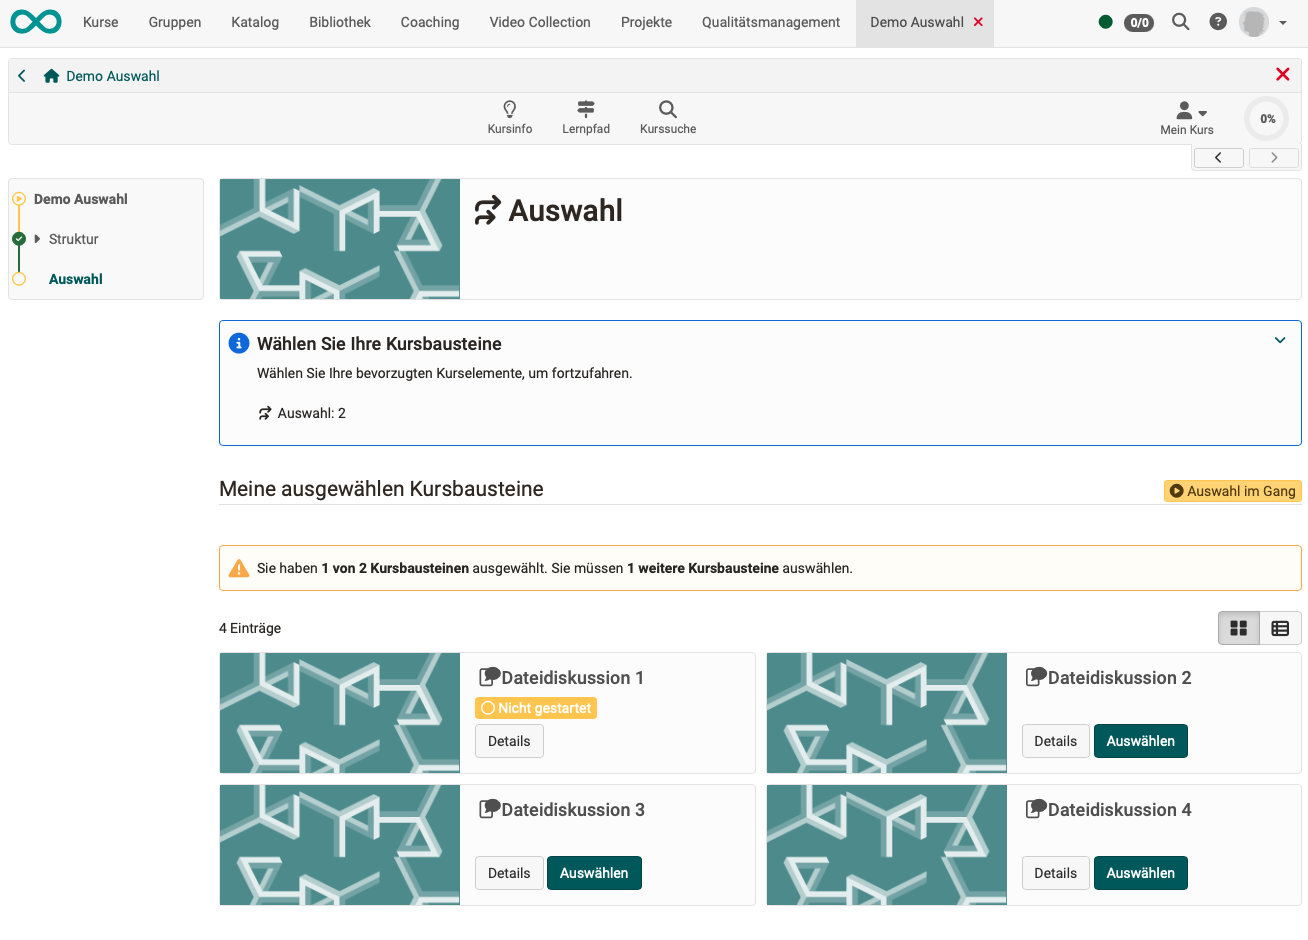 Kurse Gruppen Katalog Bibliothek Coaching Video Collection Projekte Qualitätsmanagement Demo Auswahl 0/0
Demo Auswahl
Kursinfo Lernpfad Kurssuche Mein Kurs 0%
Demo Auswahl
Struktur
Auswahl
Auswahl
Wählen Sie Ihre Kursbausteine
Wählen Sie Ihre bevorzugten Kurselemente, um fortzufahren.
Auswahl: 2
Meine ausgewählen Kursbausteine Auswahl im Gang
Sie haben 1 von 2 Kursbausteinen ausgewählt. Sie müssen 1 weitere Kursbausteine auswählen.
4 Einträge
Dateidiskussion 1
Nicht gestartet
Details
Dateidiskussion 2
Details Auswählen
Dateidiskussion 3
Details Auswählen
Dateidiskussion 4
Details Auswählen